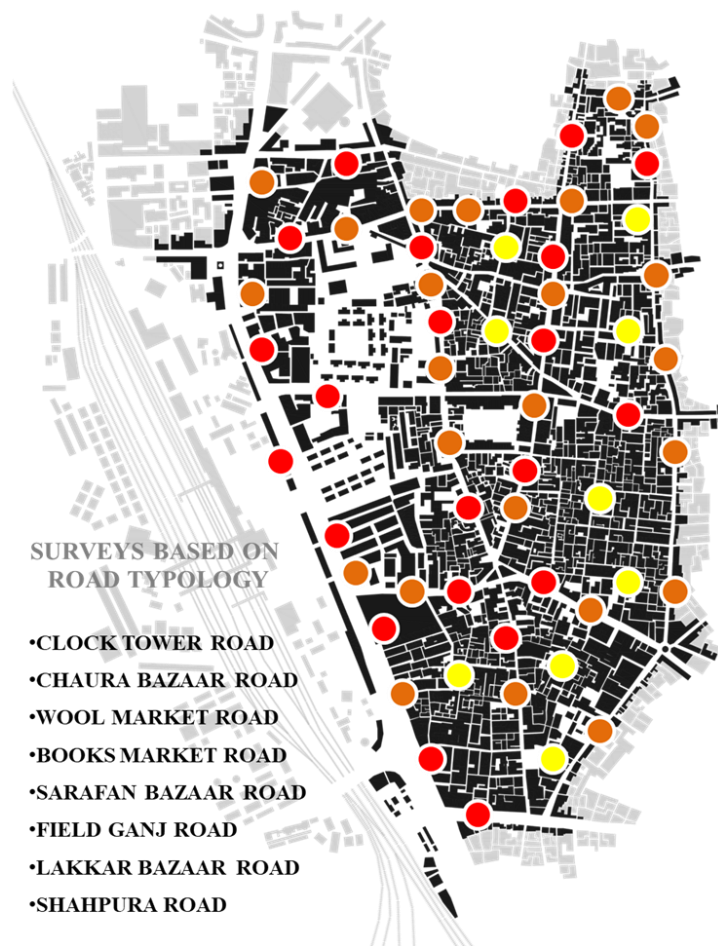 SURVEYS BASED ON
ROAD TYPOLOGY
•CLOCK TOWER ROAD
•CHAURA BAZAAR ROAD
•WOOL MARKET ROAD
•BOOKS MARKET ROAD
•SARAFAN BAZAAR ROAD
•FIELD GANJ ROAD
•LAKKAR BAZAAR ROAD
•SHAHPURA ROAD